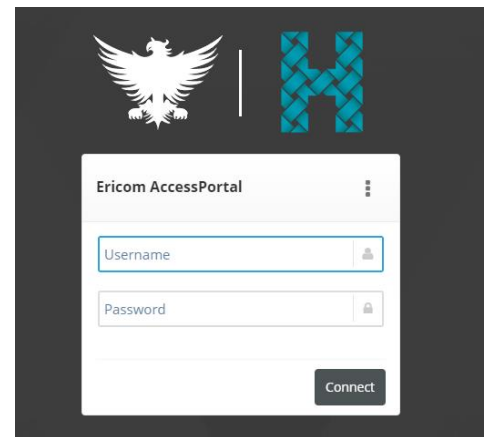 H
Ericom AccessPortal
Username
Password
Connect